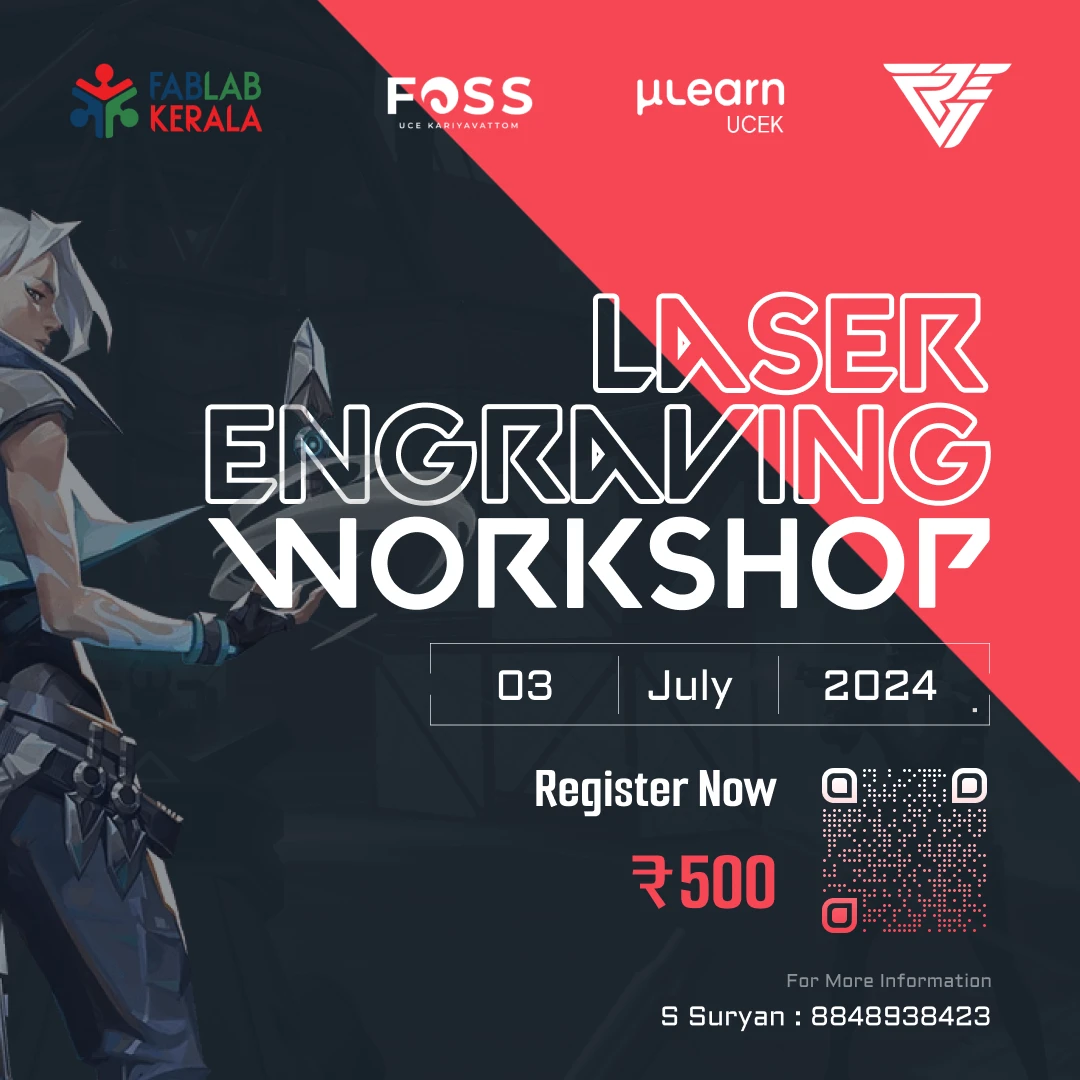 FABLAB
KERALA
FOSS
UCE KARIYAVATTOM
µLearn
UCEK
LASER
ENGRAVING
WORKSHOP
03 July 2024
Register Now
₹500
For More Information
S Suryan : 8848938423